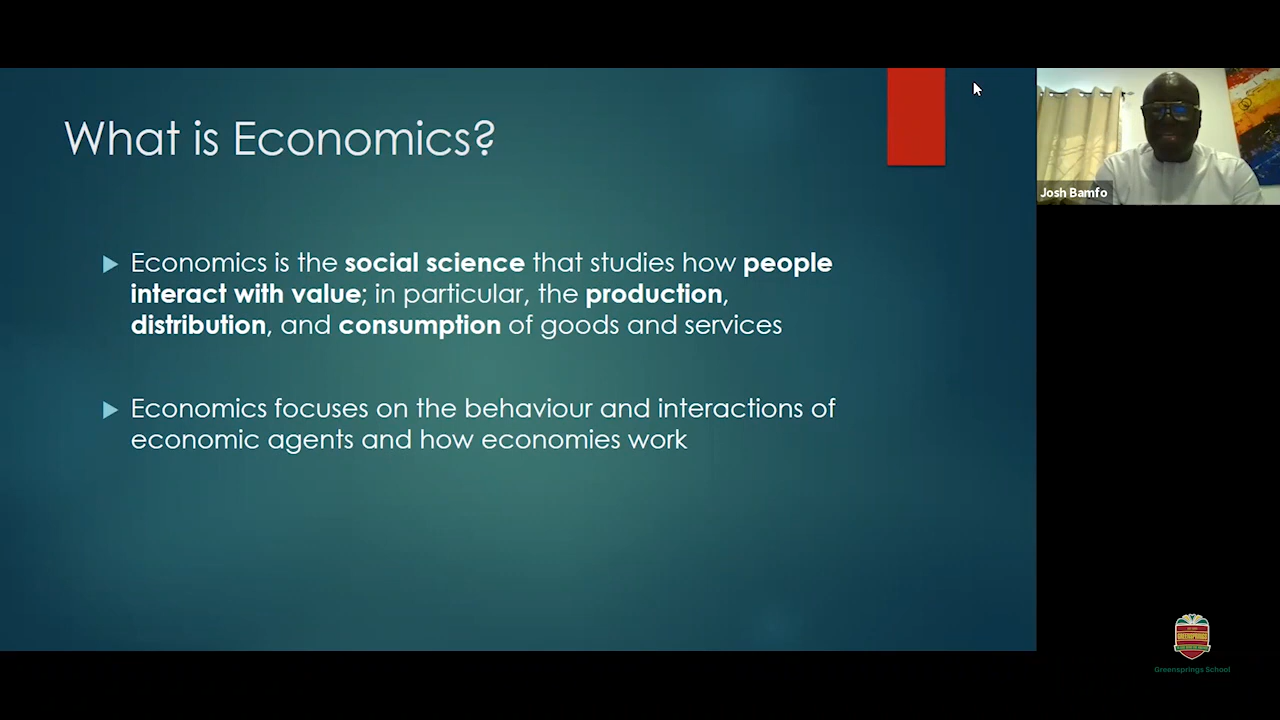 What is Economics?
Economics is the social science that studies how people
interact with value; in particular, the production,
distribution, and consumption of goods and services
Economics focuses on the behaviour and interactions of
economic agents and how economies work
Josh Bamfo
GREENSPRINGS
Greensprings School